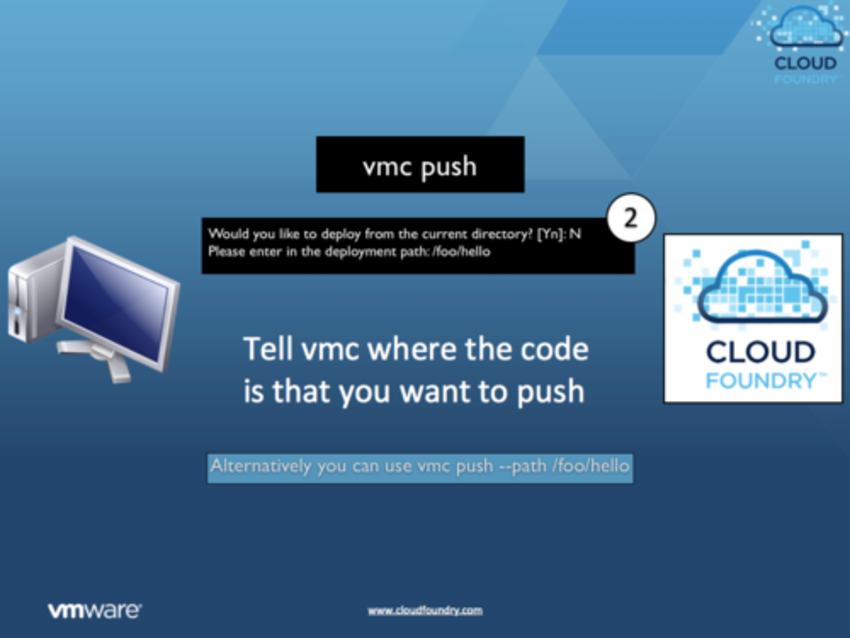 CLOUD
FOUNDRY™
vmc push
2
Would you like to deploy from the current directory? [Yn]: N
Please enter in the deployment path: /foo/hello
CLOUD
FOUNDRY™
Tell vmc where the code
is that you want to push
Alternatively you can use vmc push --path /foo/hello
vmware®
www.cloudfoundry.com